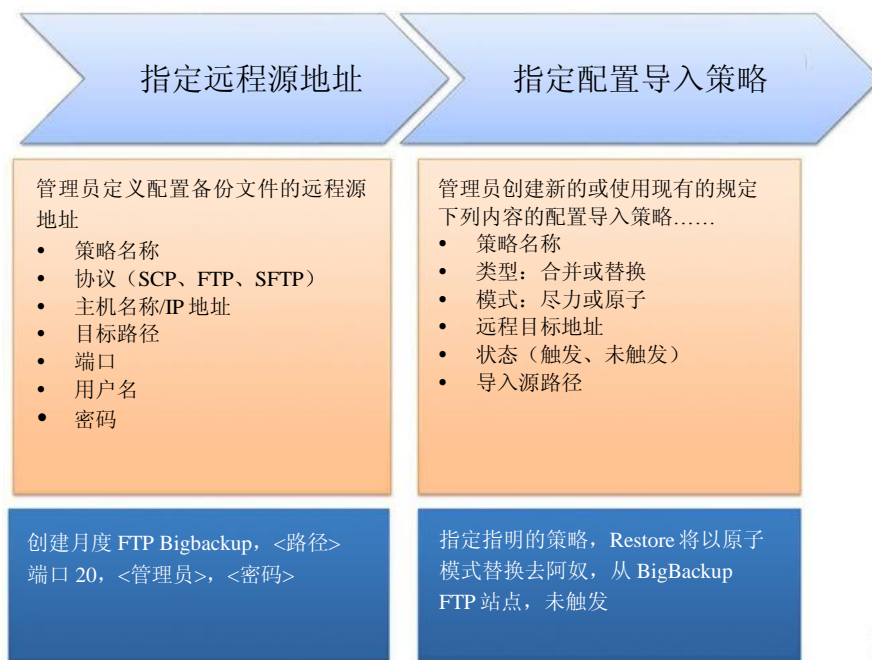 指定远程源地址
指定配置导入策略
管理员定义配置备份文件的远程源
地址
• 策略名称
• 协议（SCP、FTP、SFTP）
• 主机名称/IP 地址
• 目标路径
• 端口
• 用户名
• 密码
管理员创建新的或使用现有的规定
下列内容的配置导入策略……
• 策略名称
• 类型：合并或替换
• 模式：尽力或原子
• 远程目标地址
• 状态（触发、未触发）
• 导入源路径
创建月度 FTP Bigbackup，<路径>
端口 20，<管理员>，<密码>
指定指明的策略，Restore 将以原子
模式替换去阿奴，从 BigBackup
FTP 站点，未触发